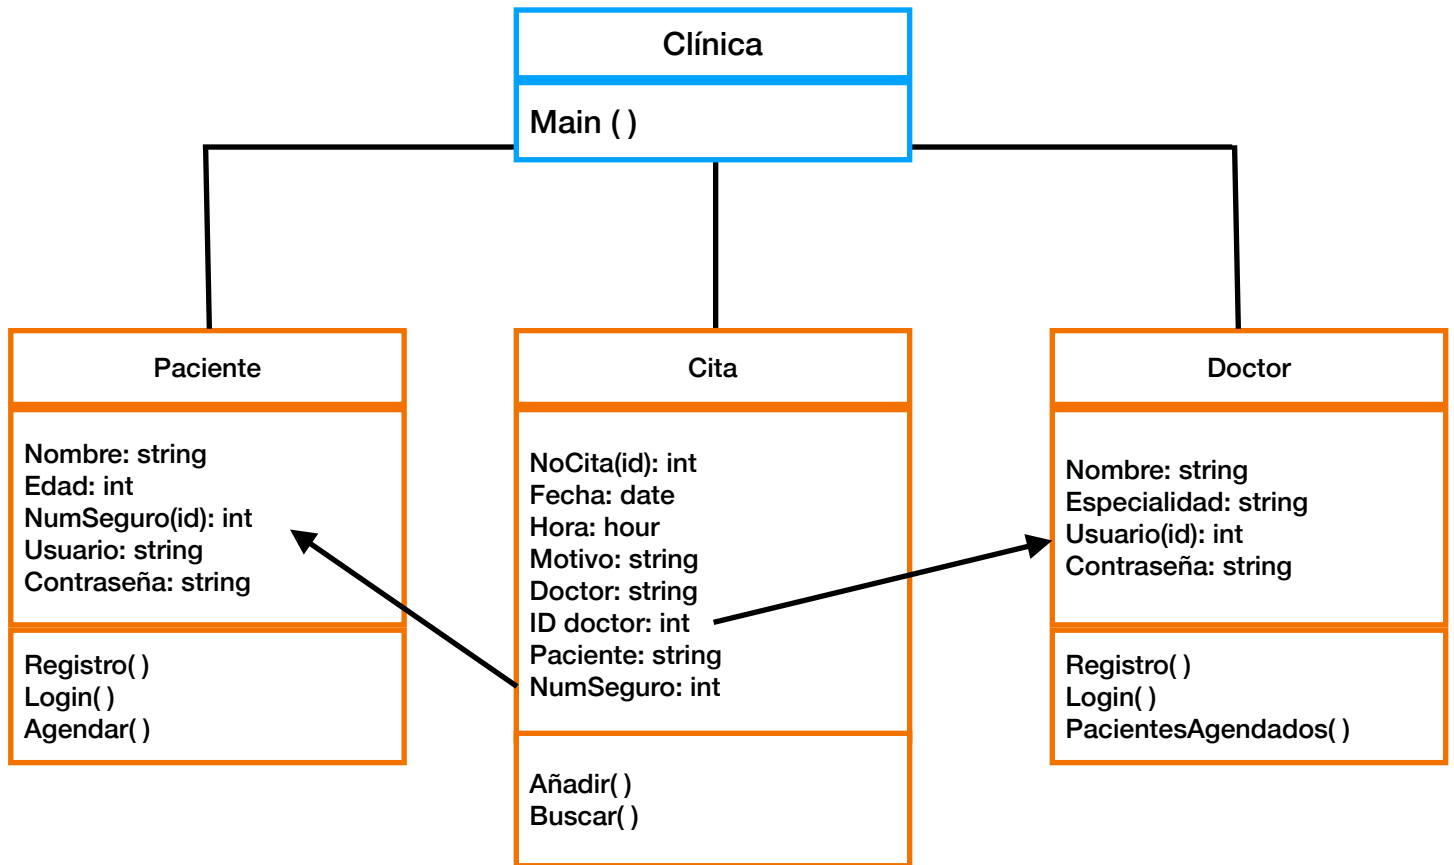 Clínica
Main ( )
Paciente
Nombre: string
Edad: int
NumSeguro(id): int
Usuario: string
Contraseña: string
Registro( )
Login( )
Agendar( )
Cita
NoCita(id): int
Fecha: date
Hora: hour
Motivo: string
Doctor: string
ID doctor: int
Paciente: string
NumSeguro: int
Añadir( )
Buscar( )
Doctor
Nombre: string
Especialidad: string
Usuario(id): int
Contraseña: string
Registro( )
Login( )
PacientesAgendados( )